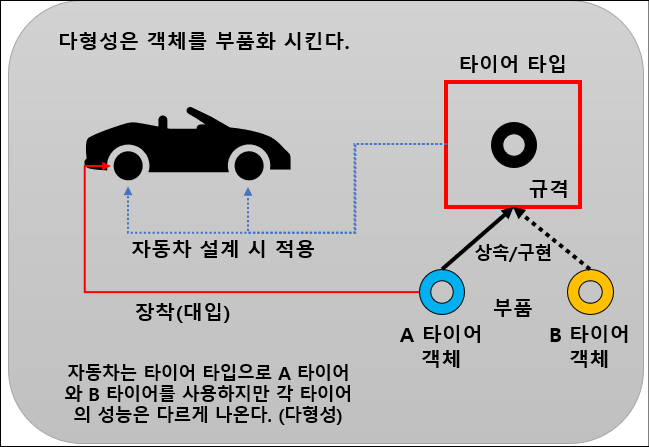 다형성은 객체를 부품화 시킨다.
타이어 타입
규격
자동차 설계 시 적용
상속/구현
장착(대입)
부품
A 타이어
객체
B 타이어
객체
자동차는 타이어 타입으로 A 타이어
와 B 타이어를 사용하지만 각 타이어
의 성능은 다르게 나온다. (다형성)